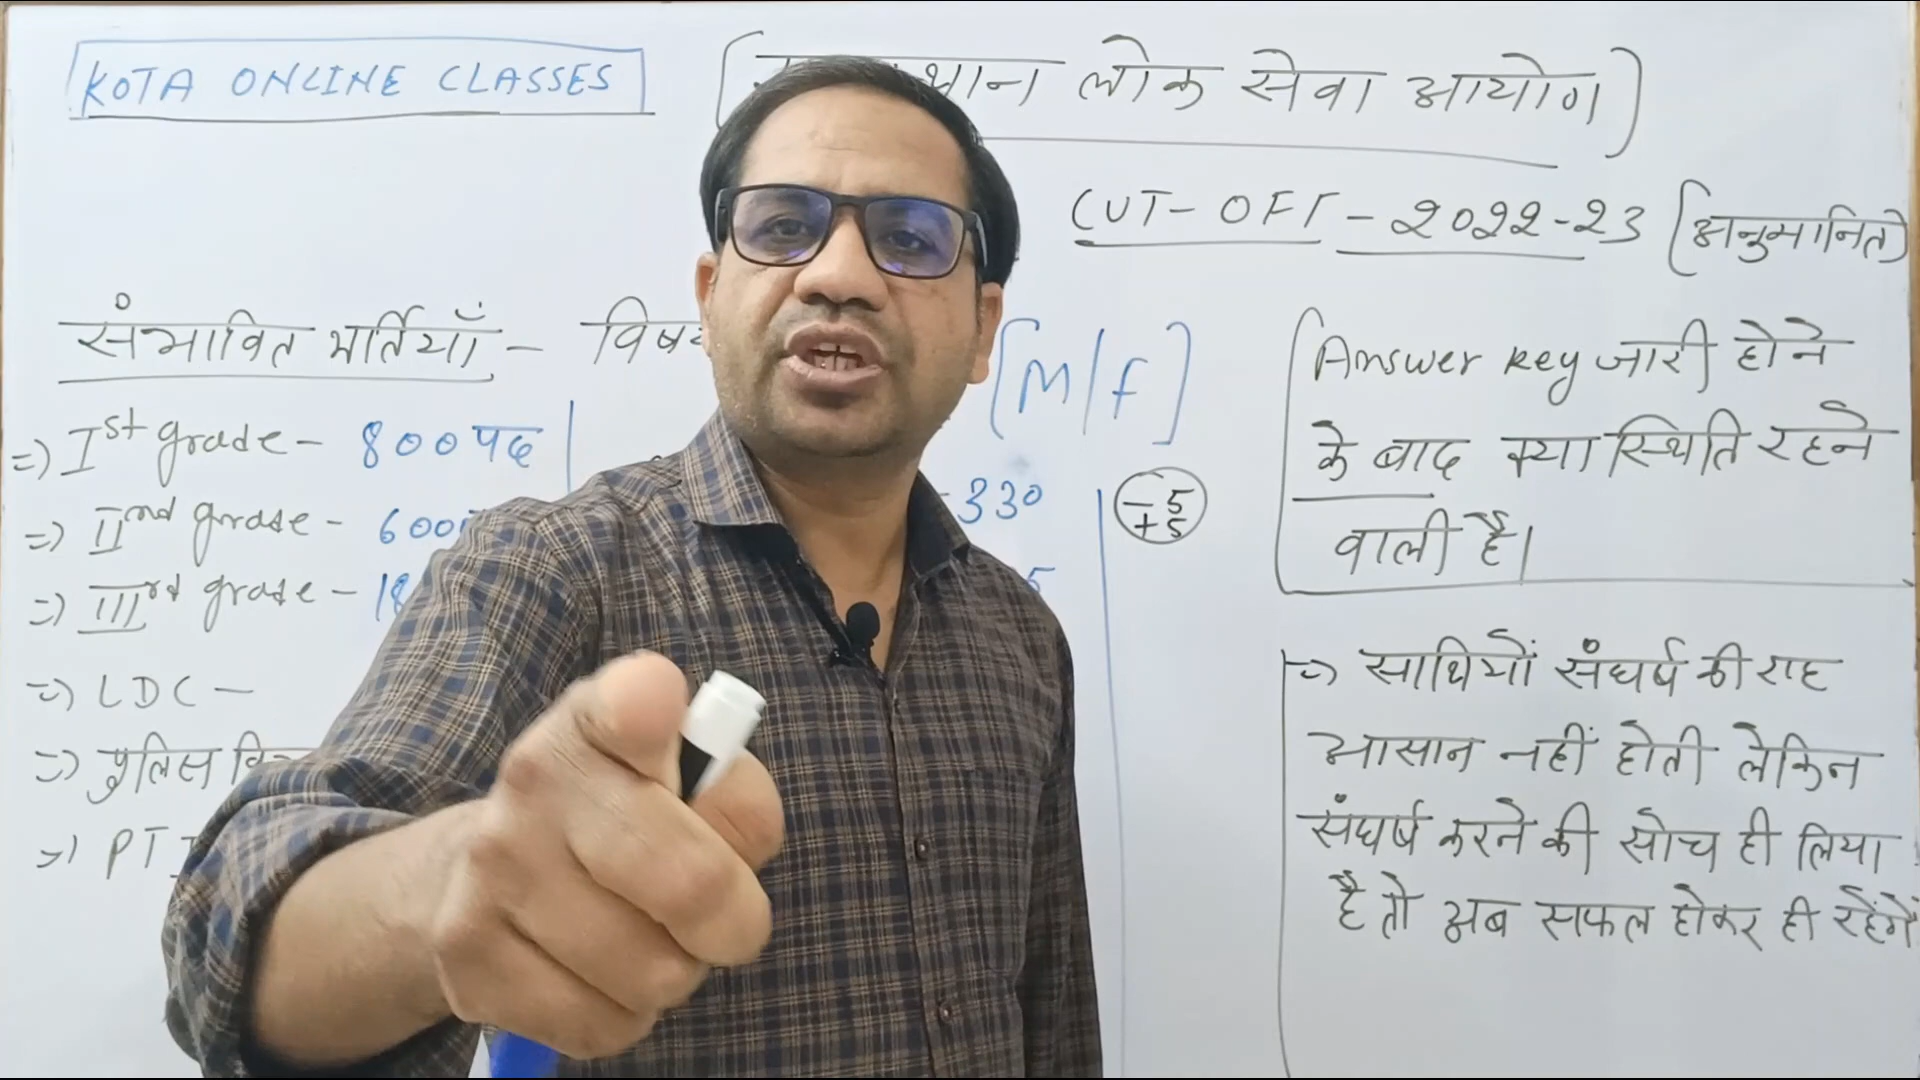 KOTA ONLINE CLASSES
लोक सेवा आयोग
CUT-OFF-2022-23 (अनुमानित)
संभावित भर्तियाँ-
[M/F]
=) Ist grade- 800 पद
=) IInd grade-
330
-5
+5
=) IIIrd grade-
=) LDC-
=) पुलिस
Answer key जारी होने
के बाद क्या स्थिति रहने
वाली है।
=) साथियों संघर्ष की राह
आसान नहीं होती लेकिन
संघर्ष करने की सोच ही लिया
है तो अब सफल होकर ही रहेंगे